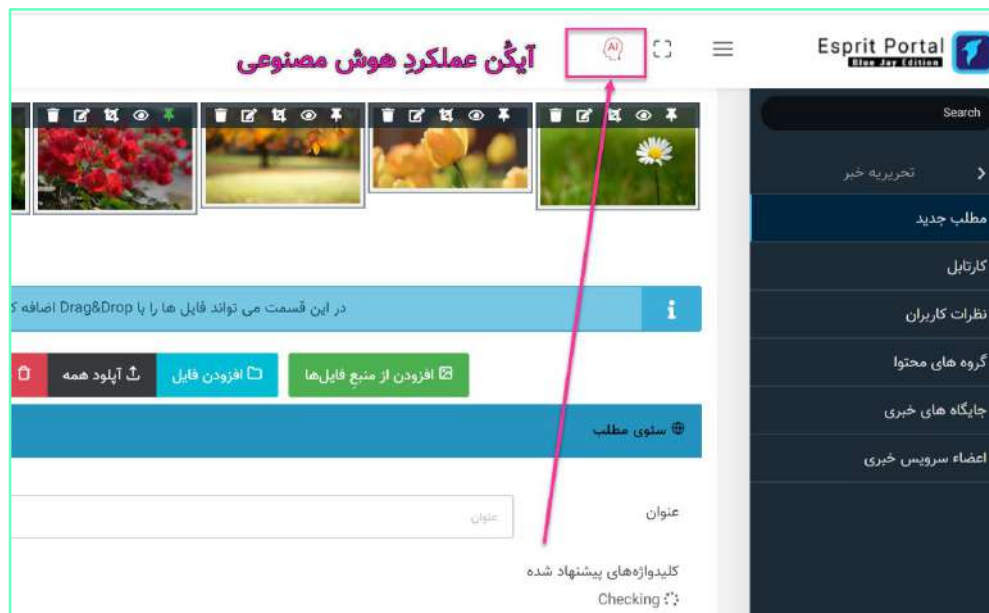 Esprit Portal
Blue Jay Edition
AI
آیکُن عملکردِ هوش مصنوعی
Search
تحریریه خبر
مطلب جدید
کارتابل
نظرات کاربران
گروه های محتوا
جایگاه های خبری
اعضاء سرویس خبری
در این قسمت می تواند فایل ها را با Drag&Drop اضافه
افزودن از منبع فایل‌ها
افزودن فایل
آپلود همه
سئوی مطلب
عنوان
عنوان
کلیدواژه‌های پیشنهاد شده
Checking